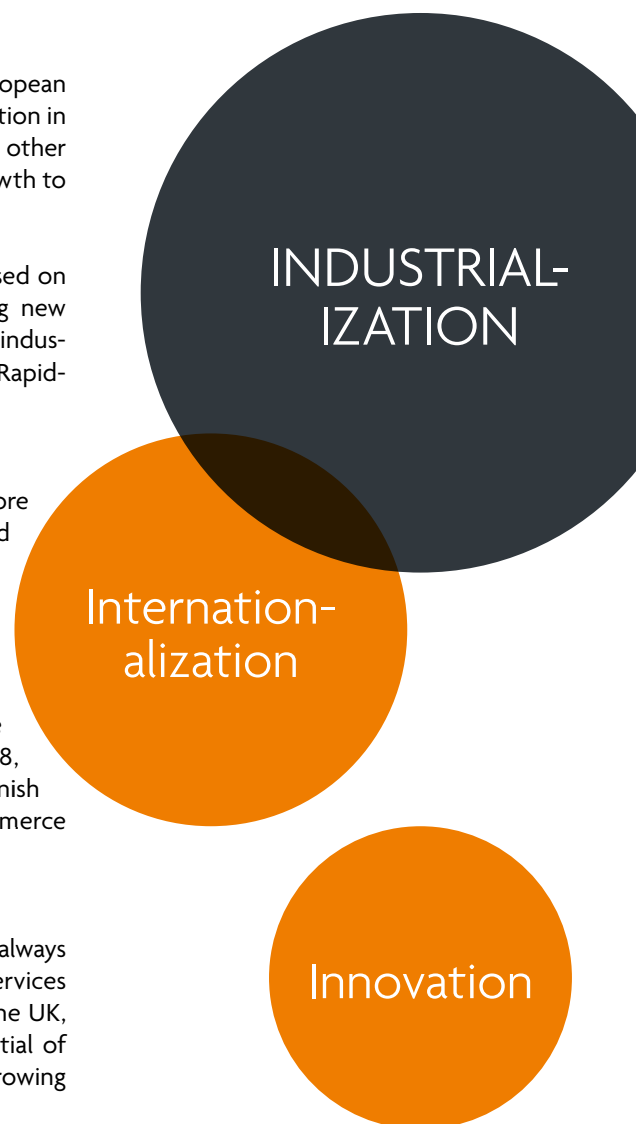 opean
tion in
other
wth to
sed on
g new
indus-
Rapid-
INDUSTRIAL-
IZATION
ore
d
Internation-
alization
8,
nish
merce
always
ervices
he UK,
tial of
rowing
Innovation